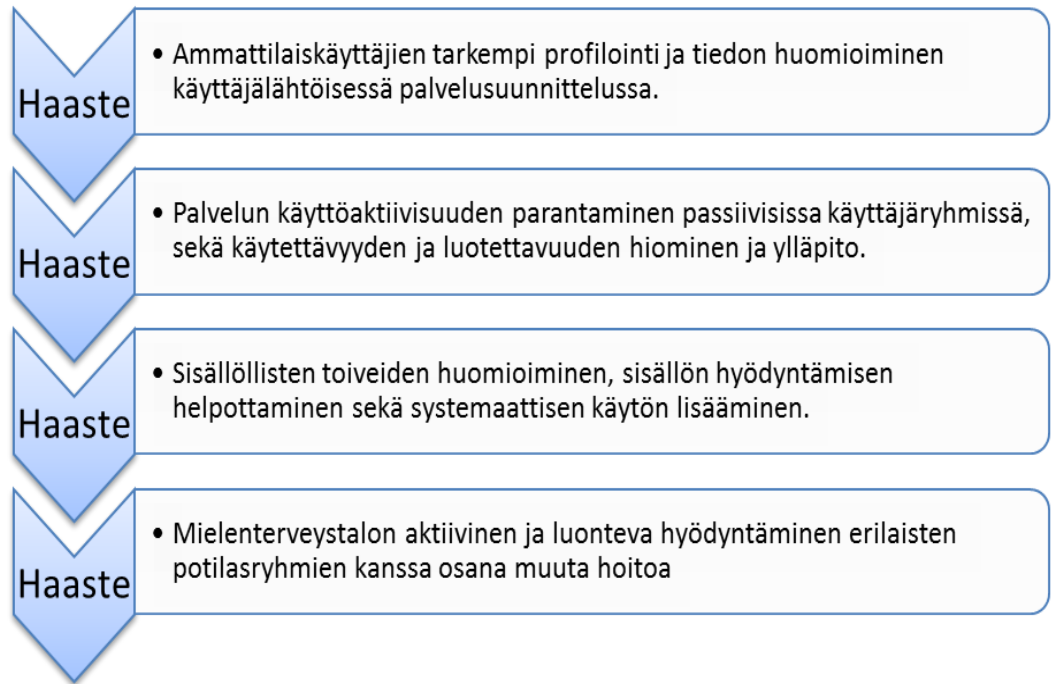 Haaste
• Ammattilaiskäyttäjien tarkempi profilointi ja tiedon huomioiminen
käyttäjälähtöisessä palvelusuunnittelussa.
Haaste
• Palvelun käyttöaktiivisuuden parantaminen passiivisissa käyttäjäryhmissä,
sekä käytettävyyden ja luotettavuuden hiominen ja ylläpito.
Haaste
• Sisällöllisten toiveiden huomioiminen, sisällön hyödyntämisen
helpottaminen sekä systemaattisen käytön lisääminen.
Haaste
• Mielenterveystalon aktiivinen ja luonteva hyödyntäminen erilaisten
potilasryhmien kanssa osana muuta hoitoa